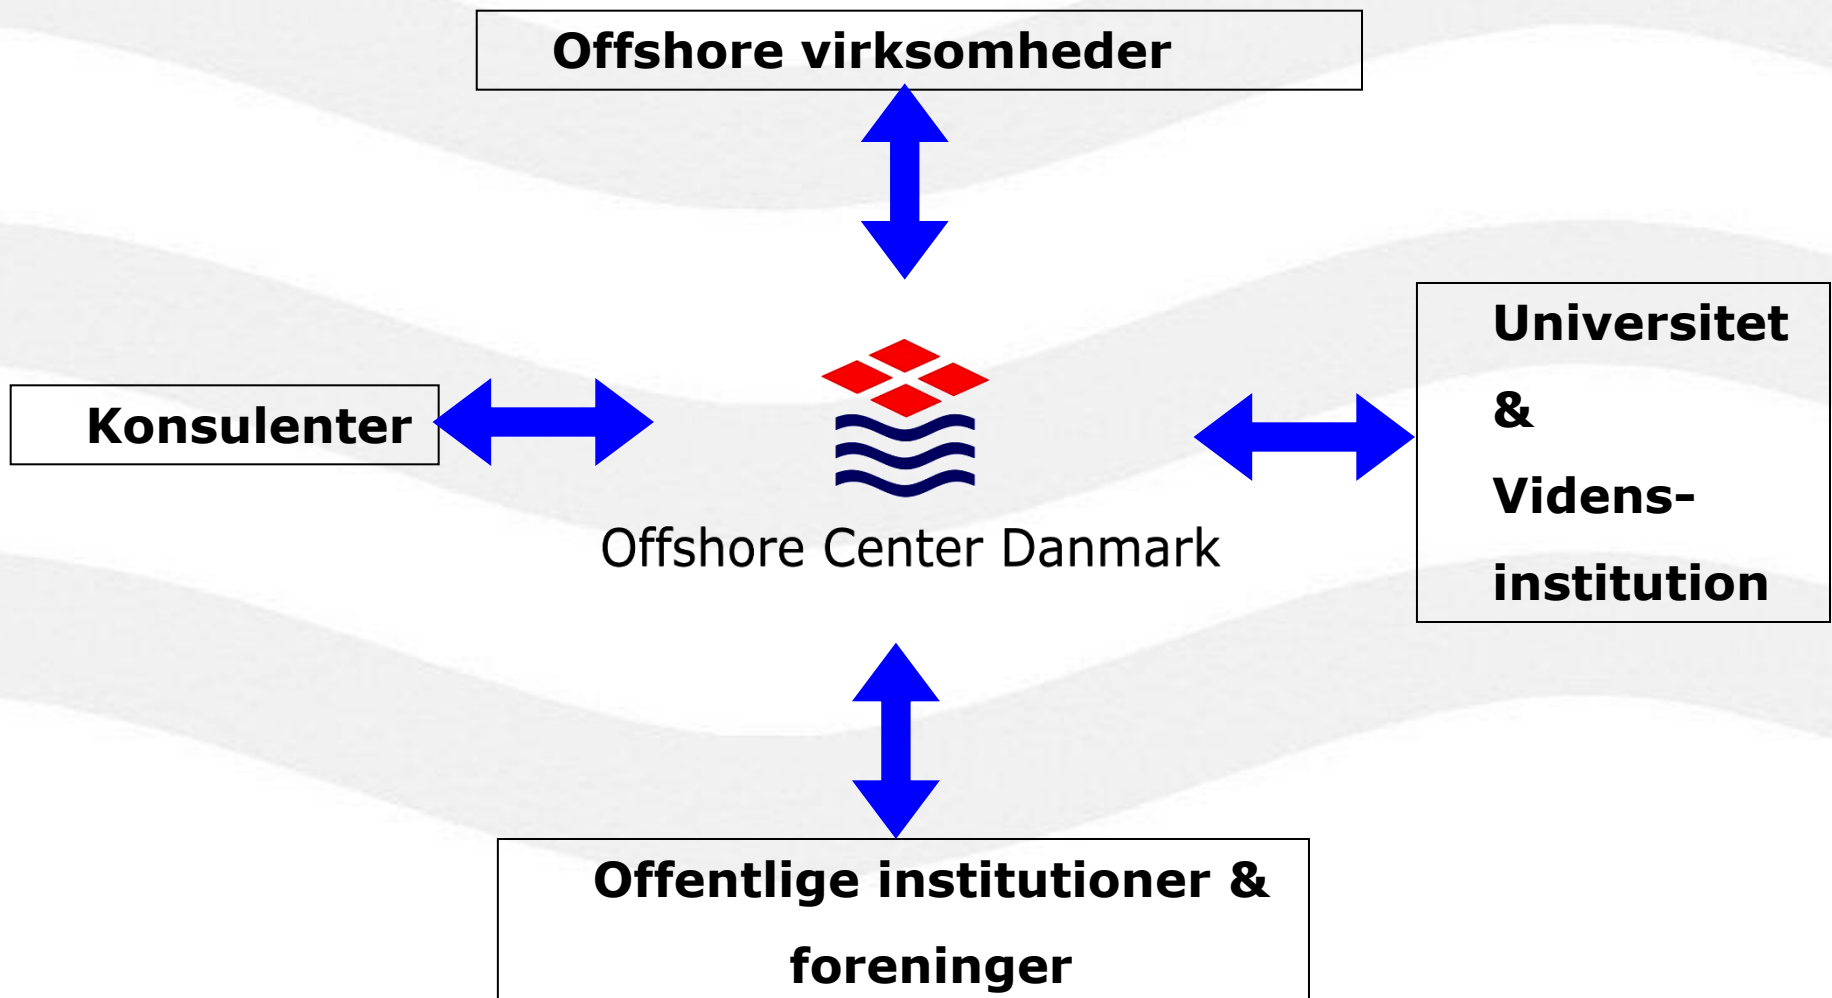 Offshore virksomheder
Konsulenter
Offshore Center Danmark
Universitet
&
Videns-
institution
Offentlige institutioner &
foreninger